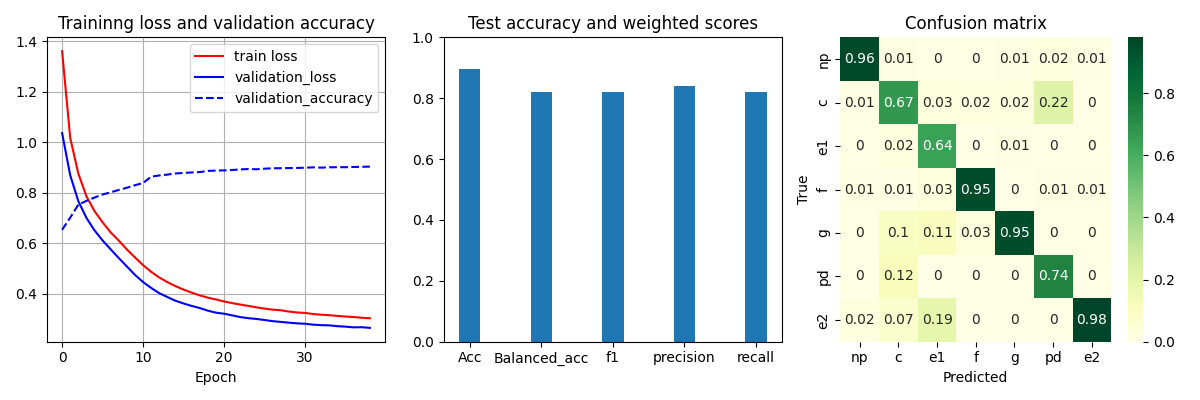 Traininng loss and validation accuracy
1.4
1.2
1.0
0.8
0.6
0.4
0
10
20
30
Epoch
train loss
validation_loss
validation_accuracy
Test accuracy and weighted scores
1.0
0.8
0.6
0.4
0.2
0.0
Acc
Balanced_acc
f1
precision
recall
Confusion matrix
True
np 0.96 0.01 0 0 0.01 0.02 0.01
c 0.01 0.67 0.03 0.02 0.02 0.22 0
e1 0 0.02 0.64 0 0.01 0 0
f 0.01 0.01 0.03 0.95 0 0.01 0.01
g 0 0.1 0.11 0.03 0.95 0 0
pd 0 0.12 0 0 0 0.74 0
e2 0.02 0.07 0.19 0 0 0 0.98
np c e1 f g pd e2
Predicted
0.8
0.6
0.4
0.2
0.0